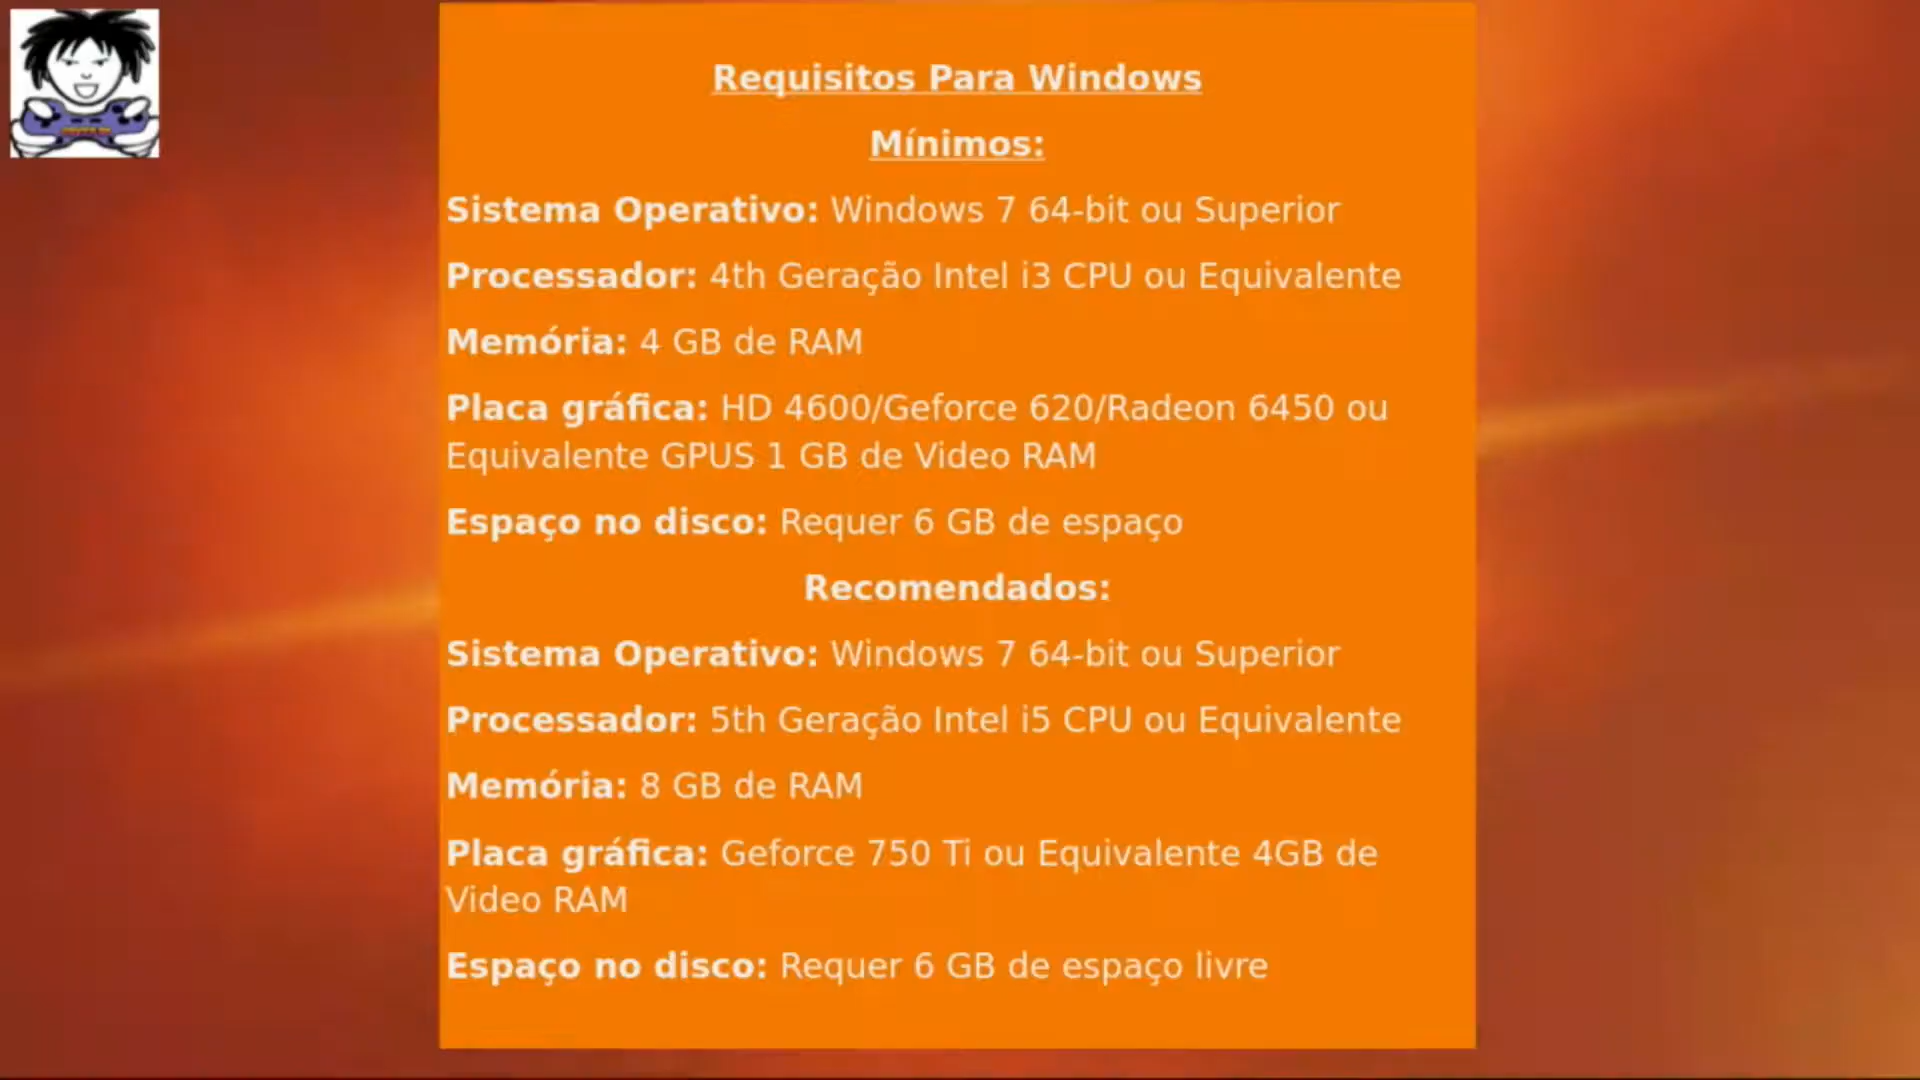 Requisitos Para Windows
Mínimos:
Sistema Operativo: Windows 7 64-bit ou Superior
Processador: 4th Geração Intel i3 CPU ou Equivalente
Memória: 4 GB de RAM
Placa gráfica: HD 4600/Geforce 620/Radeon 6450 ou
Equivalente GPUS 1 GB de Video RAM
Espaço no disco: Requer 6 GB de espaço
Recomendados:
Sistema Operativo: Windows 7 64-bit ou Superior
Processador: 5th Geração Intel i5 CPU ou Equivalente
Memória: 8 GB de RAM
Placa gráfica: Geforce 750 Ti ou Equivalente 4GB de
Video RAM
Espaço no disco: Requer 6 GB de espaço livre